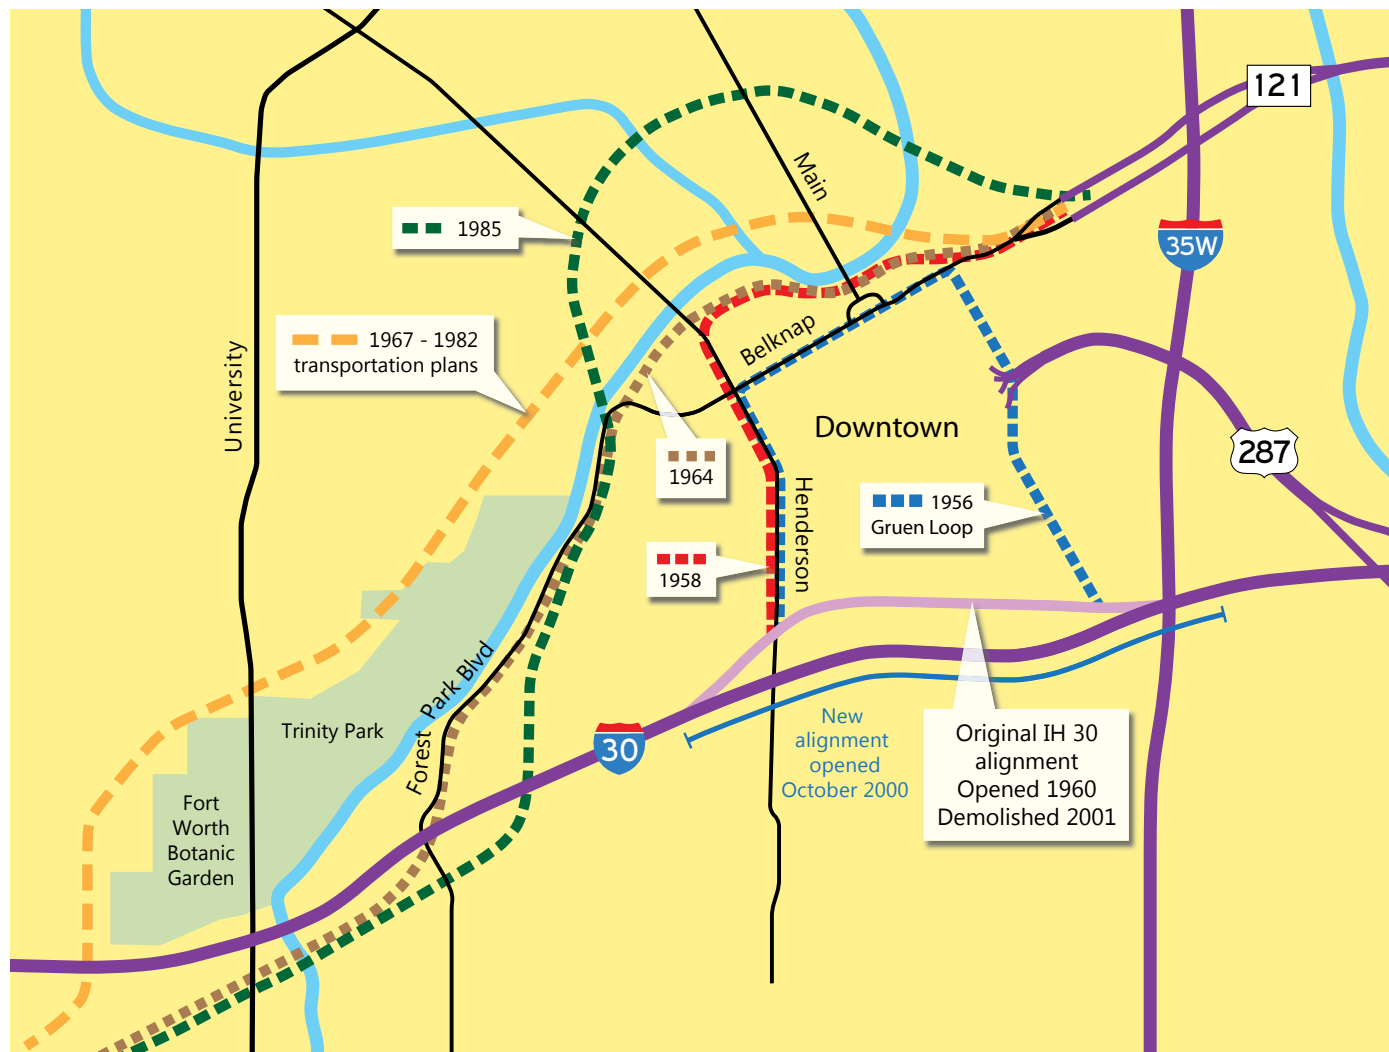 121
Main
1985
35W
1967 - 1982
transportation plans
Belknap
University
Downtown
287
1964
Henderson
1956
Gruen Loop
1958
Forest Park Blvd
Trinity Park
30
New
alignment
opened
October 2000
Original IH 30
alignment
Opened 1960
Demolished 2001
Fort
Worth
Botanic
Garden